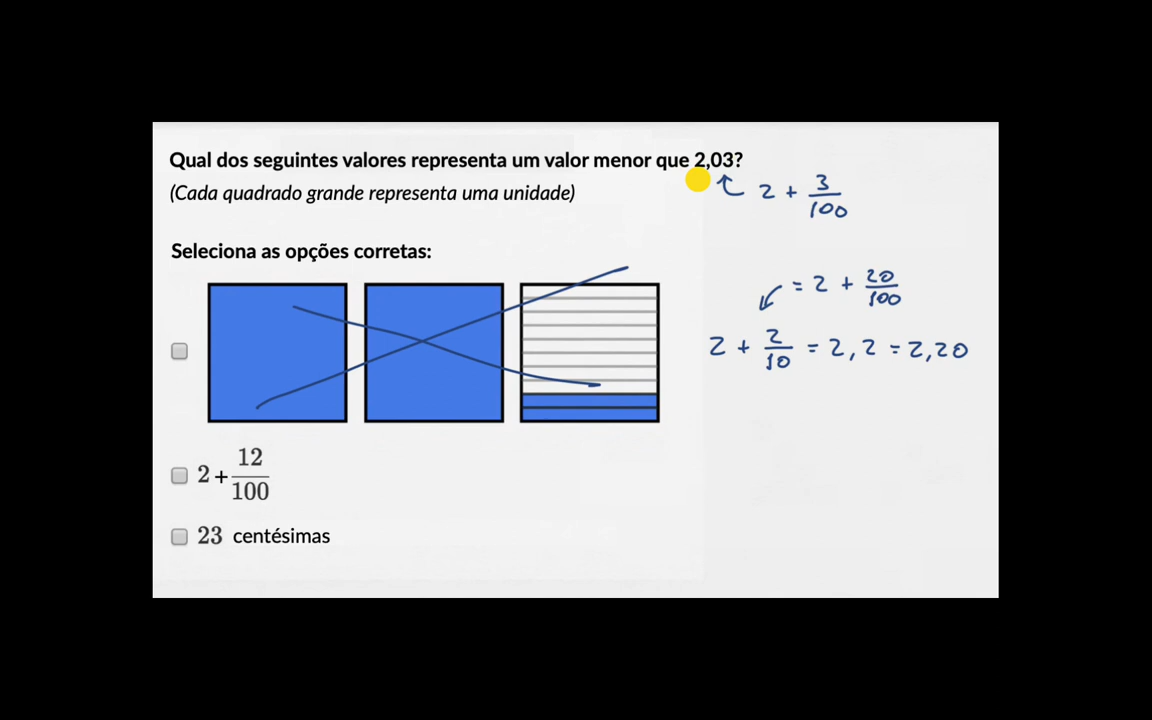 Qual dos seguintes valores representa um valor menor que 2,03?
(Cada quadrado grande representa uma unidade)
2 + 3/100
Seleciona as opções corretas:
= 2 + 20/100
2 + 2/10 = 2,2 = 2,20
2 + 12/100
23 centésimas